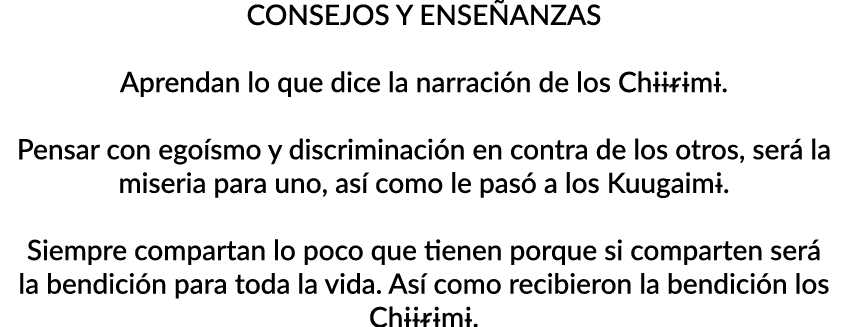 CONSEJOS Y ENSEÑANZAS
Aprendan lo que dice la narración de los Chɨɨɍɨmɨ.
Pensar con egoísmo y discriminación en contra de los otros, será la
miseria para uno, así como le pasó a los Kuugaimɨ.
Siempre compartan lo poco que tienen porque si comparten será
la bendición para toda la vida. Así como recibieron la bendición los
Chɨɨɍɨmɨ.